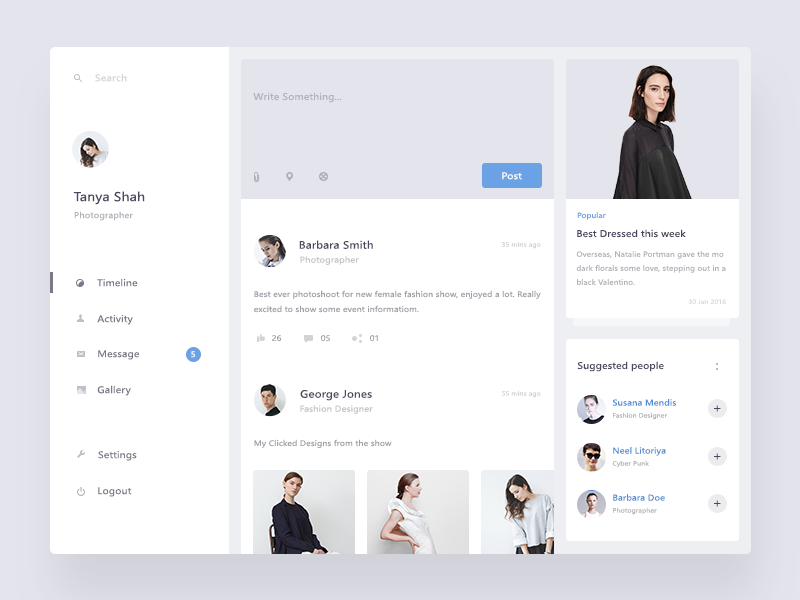 Search
Tanya Shah
Photographer
Timeline
Activity
Message
5
Gallery
Settings
Logout
Write Something...
Post
Barbara Smith
35 mins ago
Photographer
Best ever photoshoot for new female fashion show, enjoyed a lot. Really
excited to show some event informatiom.
26
05
01
George Jones
35 mins ago
Fashion Designer
My Clicked Designs from the show
Popular
Best Dressed this week
Overseas, Natalie Portman gave the mo
dark florals some love, stepping out in a
black Valentino.
30 Jan 2016
Suggested people
Susana Mendis
Fashion Designer
Neel Litoriya
Cyber Punk
Barbara Doe
Photographer